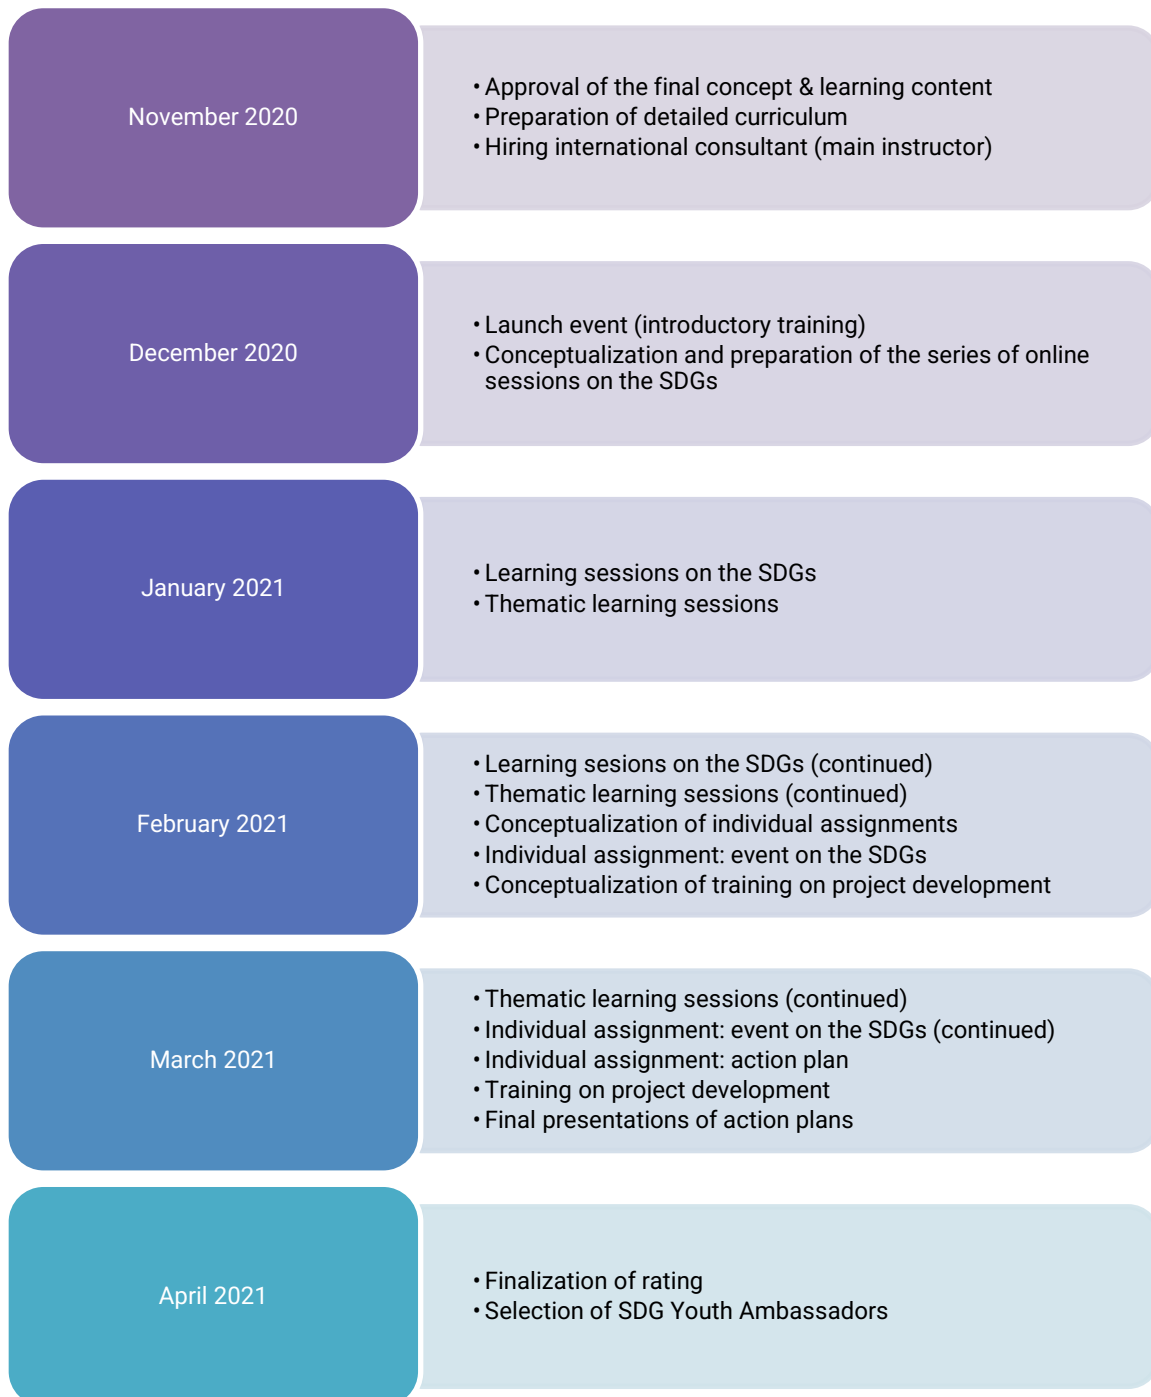 November 2020
• Approval of the final concept & learning content
• Preparation of detailed curriculum
• Hiring international consultant (main instructor)
December 2020
• Launch event (introductory training)
• Conceptualization and preparation of the series of online
sessions on the SDGs
January 2021
• Learning sessions on the SDGs
• Thematic learning sessions
February 2021
• Learning sesions on the SDGs (continued)
• Thematic learning sessions (continued)
• Conceptualization of individual assignments
• Individual assignment: event on the SDGs
• Conceptualization of training on project development
March 2021
• Thematic learning sessions (continued)
• Individual assignment: event on the SDGs (continued)
• Individual assignment: action plan
• Training on project development
• Final presentations of action plans
April 2021
• Finalization of rating
• Selection of SDG Youth Ambassadors